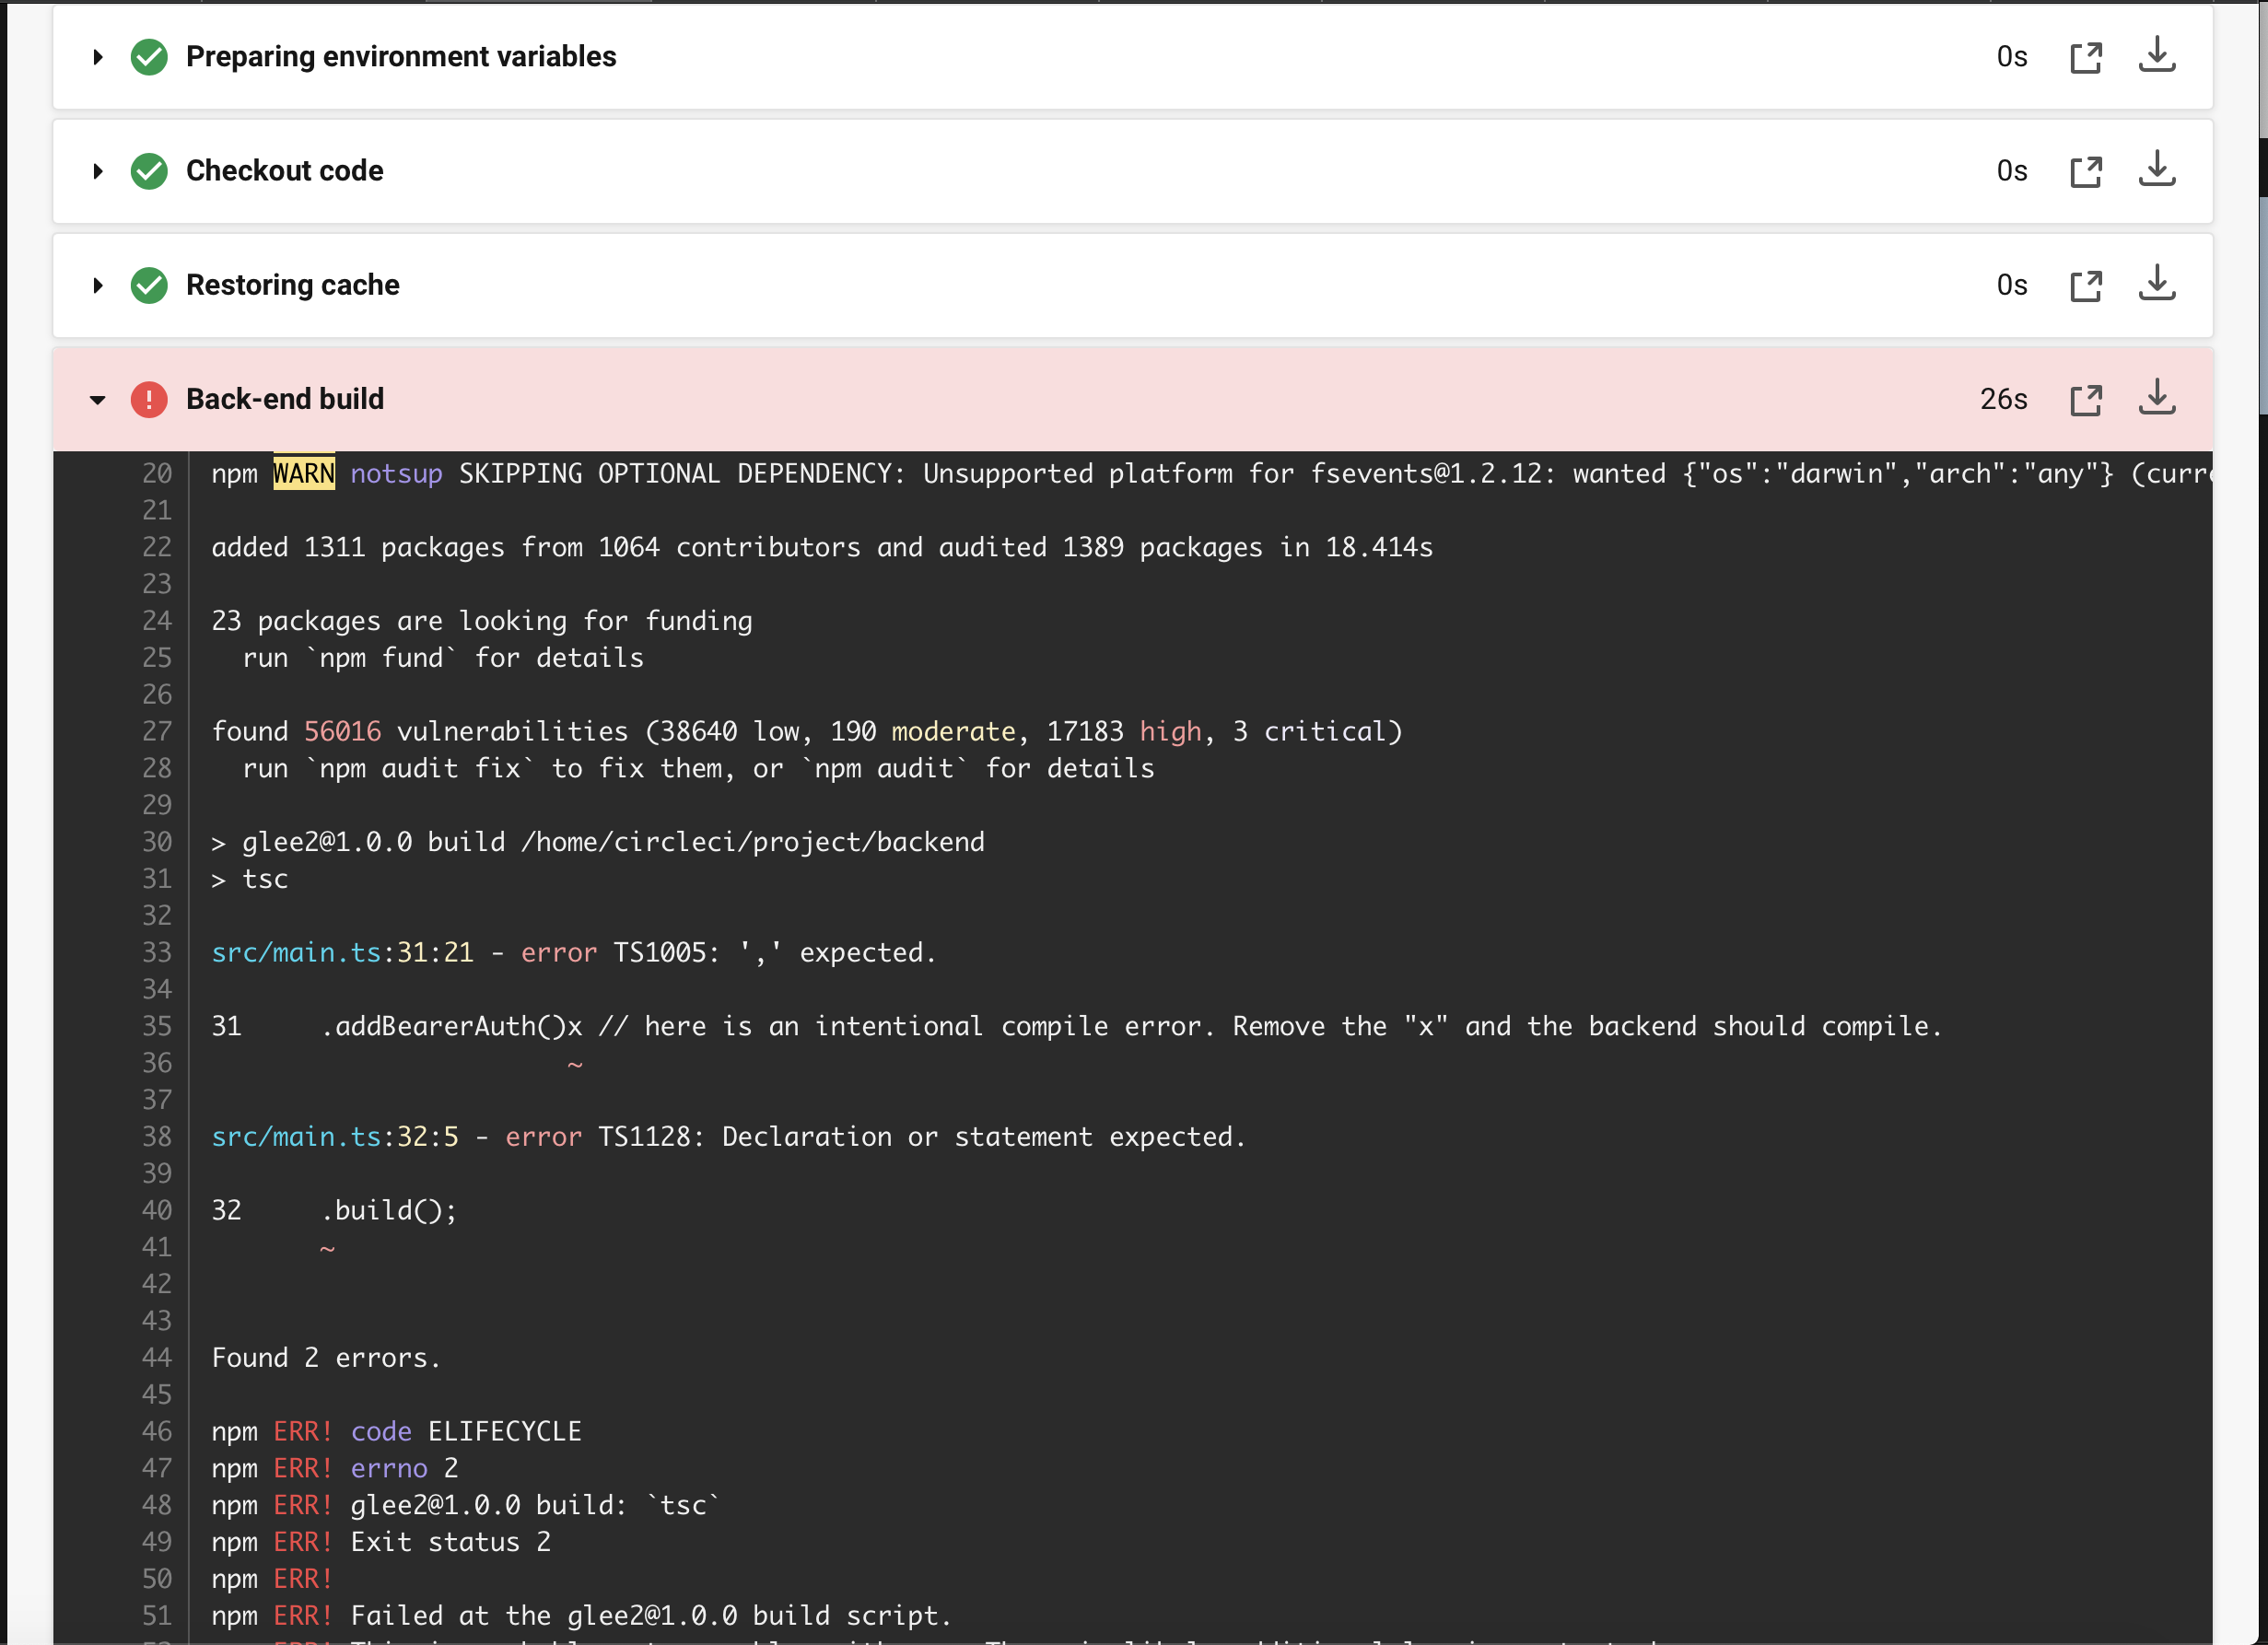 Preparing environment variables 0s
Checkout code 0s
Restoring cache 0s
Back-end build 26s
20 npm WARN notsup SKIPPING OPTIONAL DEPENDENCY: Unsupported platform for fsevents@1.2.12: wanted {"os":"darwin","arch":"any"} (curr
21
22 added 1311 packages from 1064 contributors and audited 1389 packages in 18.414s
23
24 23 packages are looking for funding
25 run `npm fund` for details
26
27 found 56016 vulnerabilities (38640 low, 190 moderate, 17183 high, 3 critical)
28 run `npm audit fix` to fix them, or `npm audit` for details
29
30 > glee2@1.0.0 build /home/circleci/project/backend
31 > tsc
32
33 src/main.ts:31:21 - error TS1005: ',' expected.
34
35 31 .addBearerAuth()x // here is an intentional compile error. Remove the "x" and the backend should compile.
36 ~
37
38 src/main.ts:32:5 - error TS1128: Declaration or statement expected.
39
40 32 .build();
41 ~
42
43
44 Found 2 errors.
45
46 npm ERR! code ELIFECYCLE
47 npm ERR! errno 2
48 npm ERR! glee2@1.0.0 build: `tsc`
49 npm ERR! Exit status 2
50 npm ERR!
51 npm ERR! Failed at the glee2@1.0.0 build script.